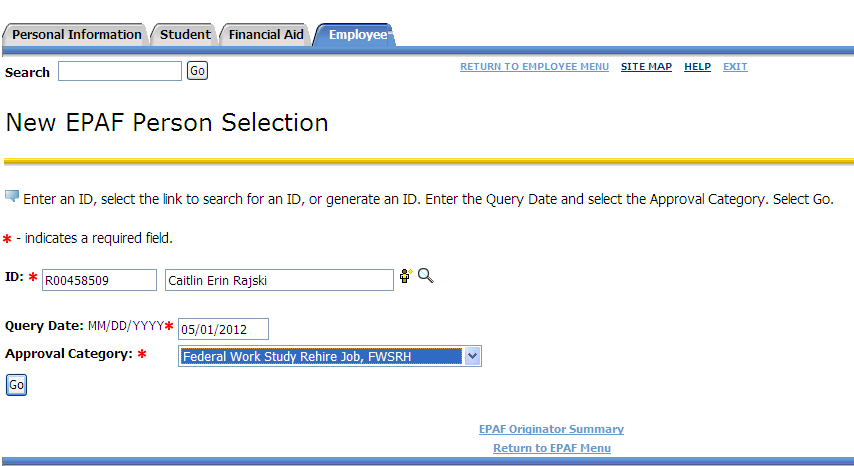 Personal Information Student Financial Aid Employee
Search Go RETURN TO EMPLOYEE MENU SITE MAP HELP EXIT
New EPAF Person Selection
Enter an ID, select the link to search for an ID, or generate an ID. Enter the Query Date and select the Approval Category. Select Go.
* - indicates a required field.
ID: * R00458509 Caitlin Erin Rajski
Query Date: MM/DD/YYYY* 05/01/2012
Approval Category: * Federal Work Study Rehire Job, FWSRH
Go
EPAF Originator Summary
Return to EPAF Menu